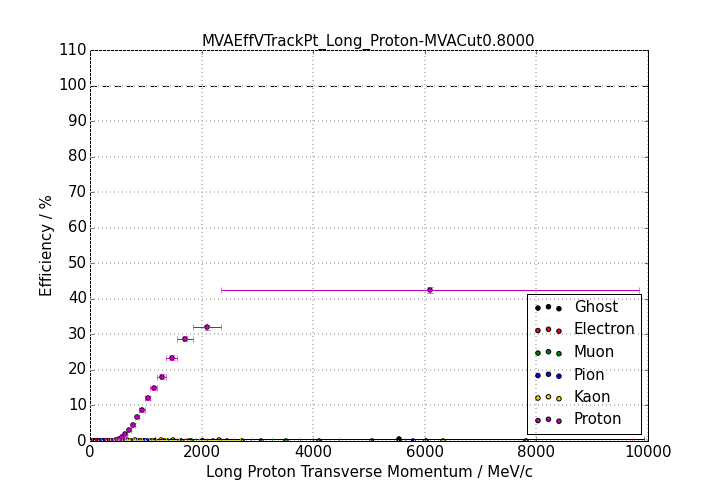 MVAEffVTrackPt_Long_Proton-MVACut0.8000
110
100
90
80
70
60
50
40
30
20
10
0
Efficiency / %
Ghost
Electron
Muon
Pion
Kaon
Proton
0 2000 4000 6000 8000 10000
Long Proton Transverse Momentum / MeV/c